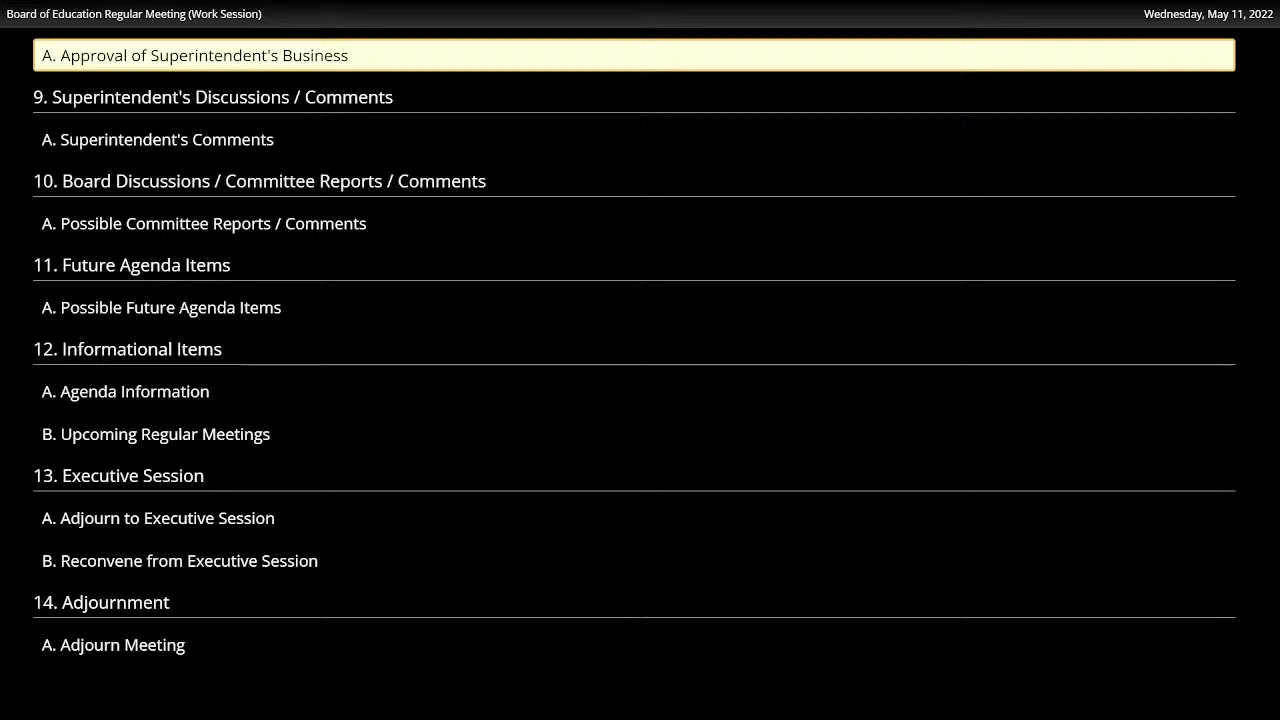 Board of Education Regular Meeting (Work Session)
Wednesday, May 11, 2022
A. Approval of Superintendent's Business
9. Superintendent's Discussions / Comments
A. Superintendent's Comments
10. Board Discussions / Committee Reports / Comments
A. Possible Committee Reports / Comments
11. Future Agenda Items
A. Possible Future Agenda Items
12. Informational Items
A. Agenda Information
B. Upcoming Regular Meetings
13. Executive Session
A. Adjourn to Executive Session
B. Reconvene from Executive Session
14. Adjournment
A. Adjourn Meeting